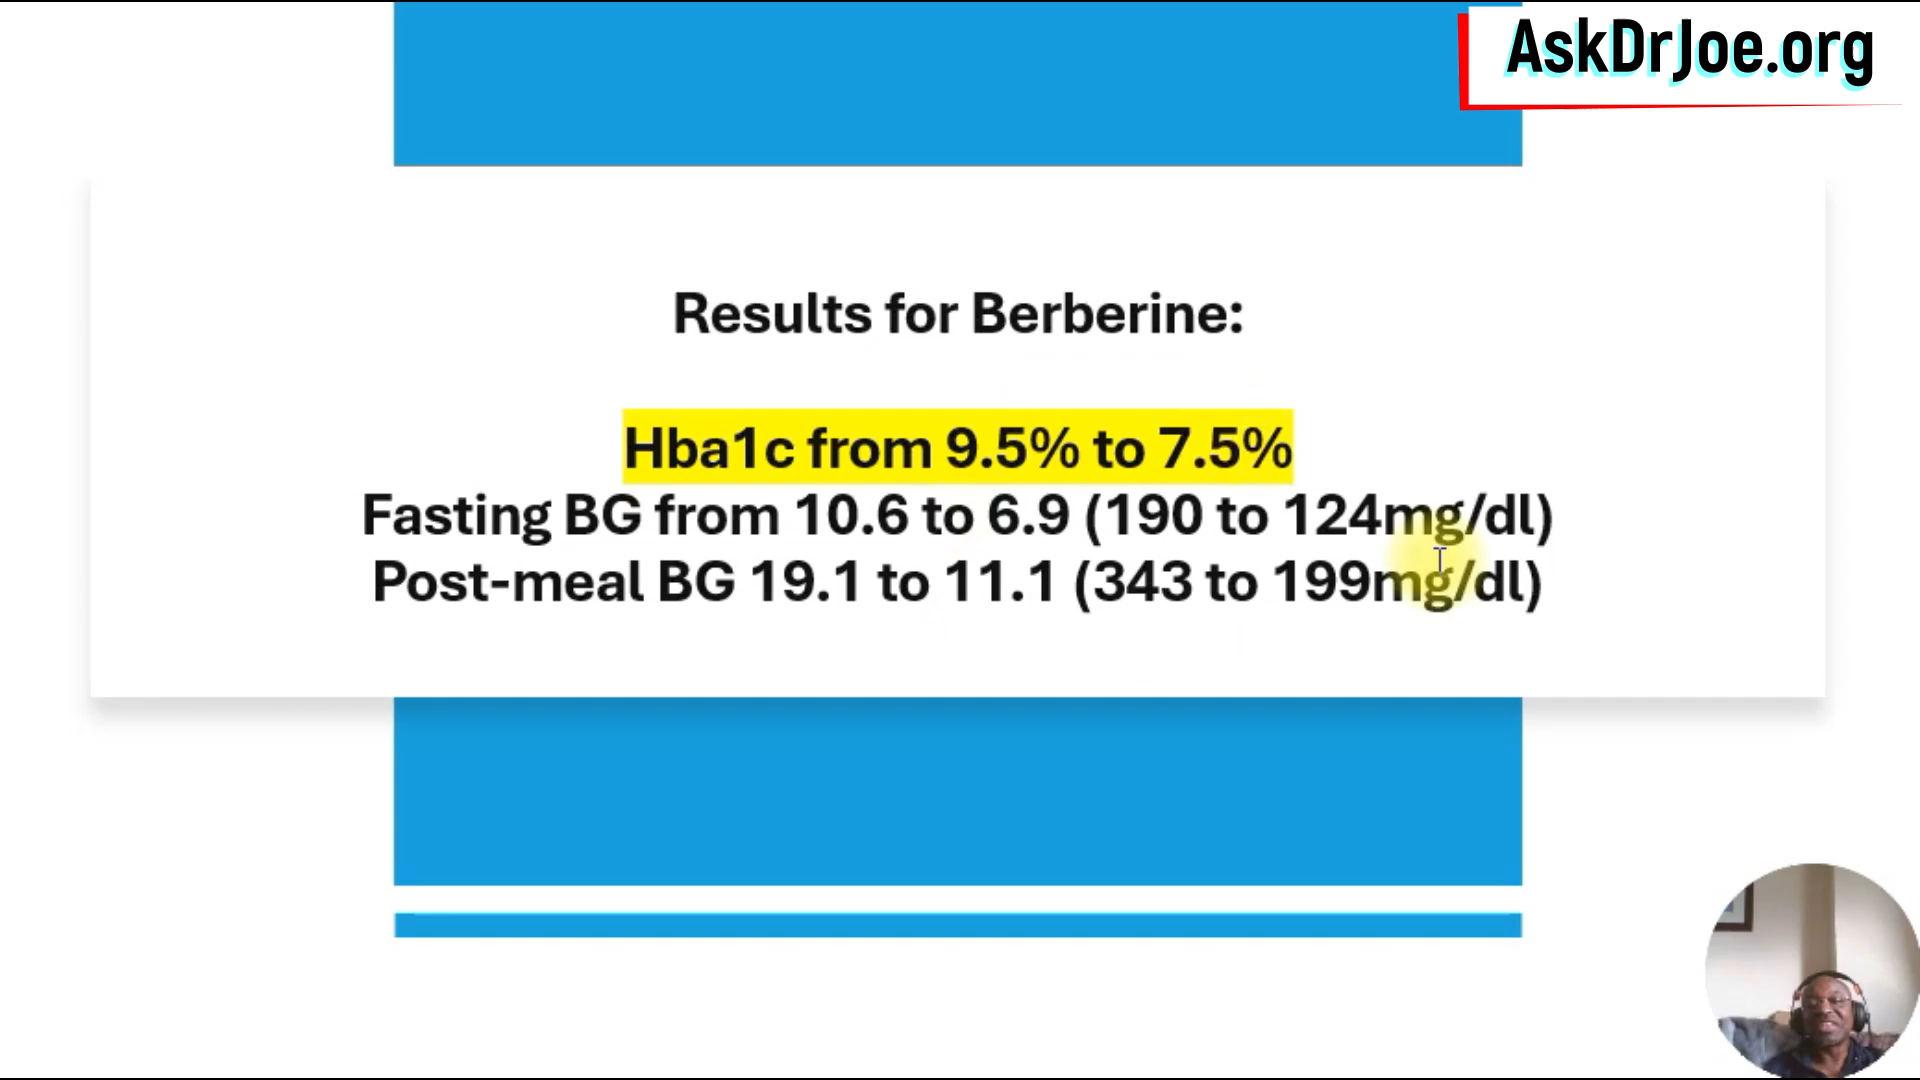 AskDrJoe.org
Results for Berberine:
Hba1c from 9.5% to 7.5%
Fasting BG from 10.6 to 6.9 (190 to 124mg/dl)
Post-meal BG 19.1 to 11.1 (343 to 199mg/dl)